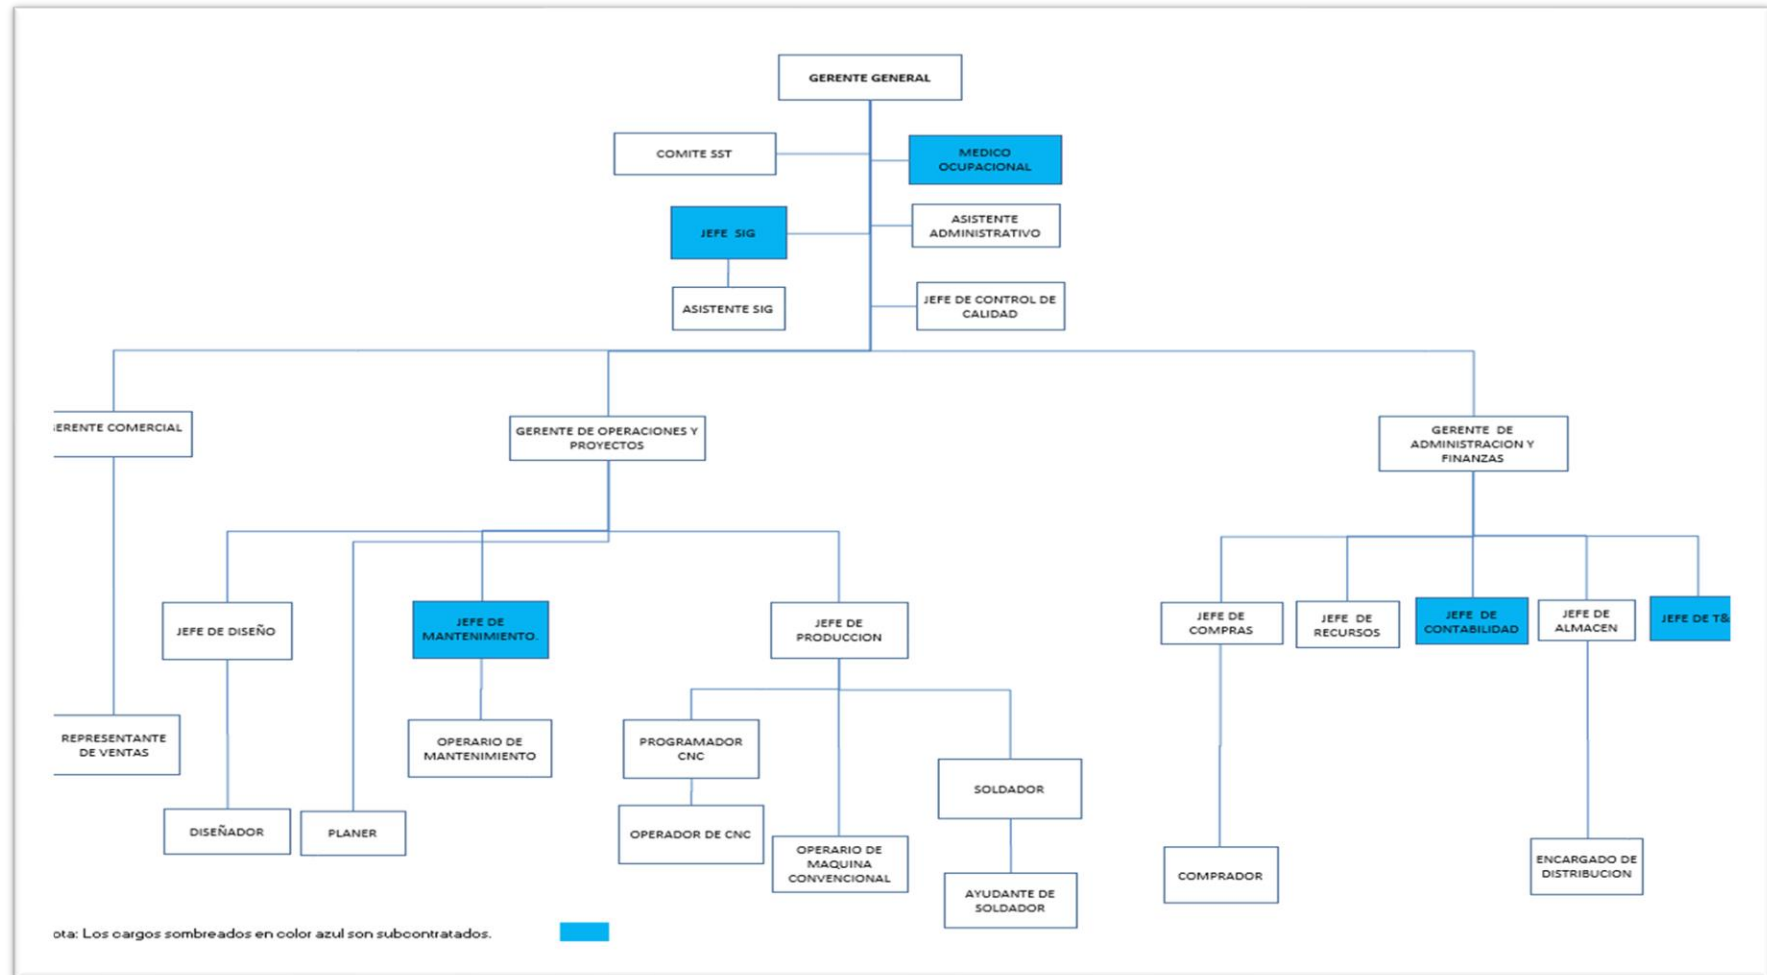 GERENTE GENERAL
COMITE SST
MEDICO
OCUPACIONAL
JEFE SIG
ASISTENTE
ADMINISTRATIVO
ASISTENTE SIG
JEFE DE CONTROL DE
CALIDAD
ERENTE COMERCIAL
GERENTE DE OPERACIONES Y
PROYECTOS
GERENTE DE
ADMINISTRACION Y
FINANZAS
JEFE DE DISEÑO
JEFE DE
MANTENIMIENTO.
JEFE DE
PRODUCCION
JEFE DE
COMPRAS
JEFE DE
RECURSOS
JEFE DE
CONTABILIDAD
JEFE DE
ALMACEN
JEFE DE T&
REPRESENTANTE
DE VENTAS
OPERARIO DE
MANTENIMIENTO
PROGRAMADOR
CNC
SOLDADOR
DISEÑADOR
PLANER
OPERADOR DE CNC
OPERARIO DE
MAQUINA
CONVENCIONAL
AYUDANTE DE
SOLDADOR
COMPRADOR
ENCARGADO DE
DISTRIBUCION
ota: Los cargos sombreados en color azul son subcontratados.